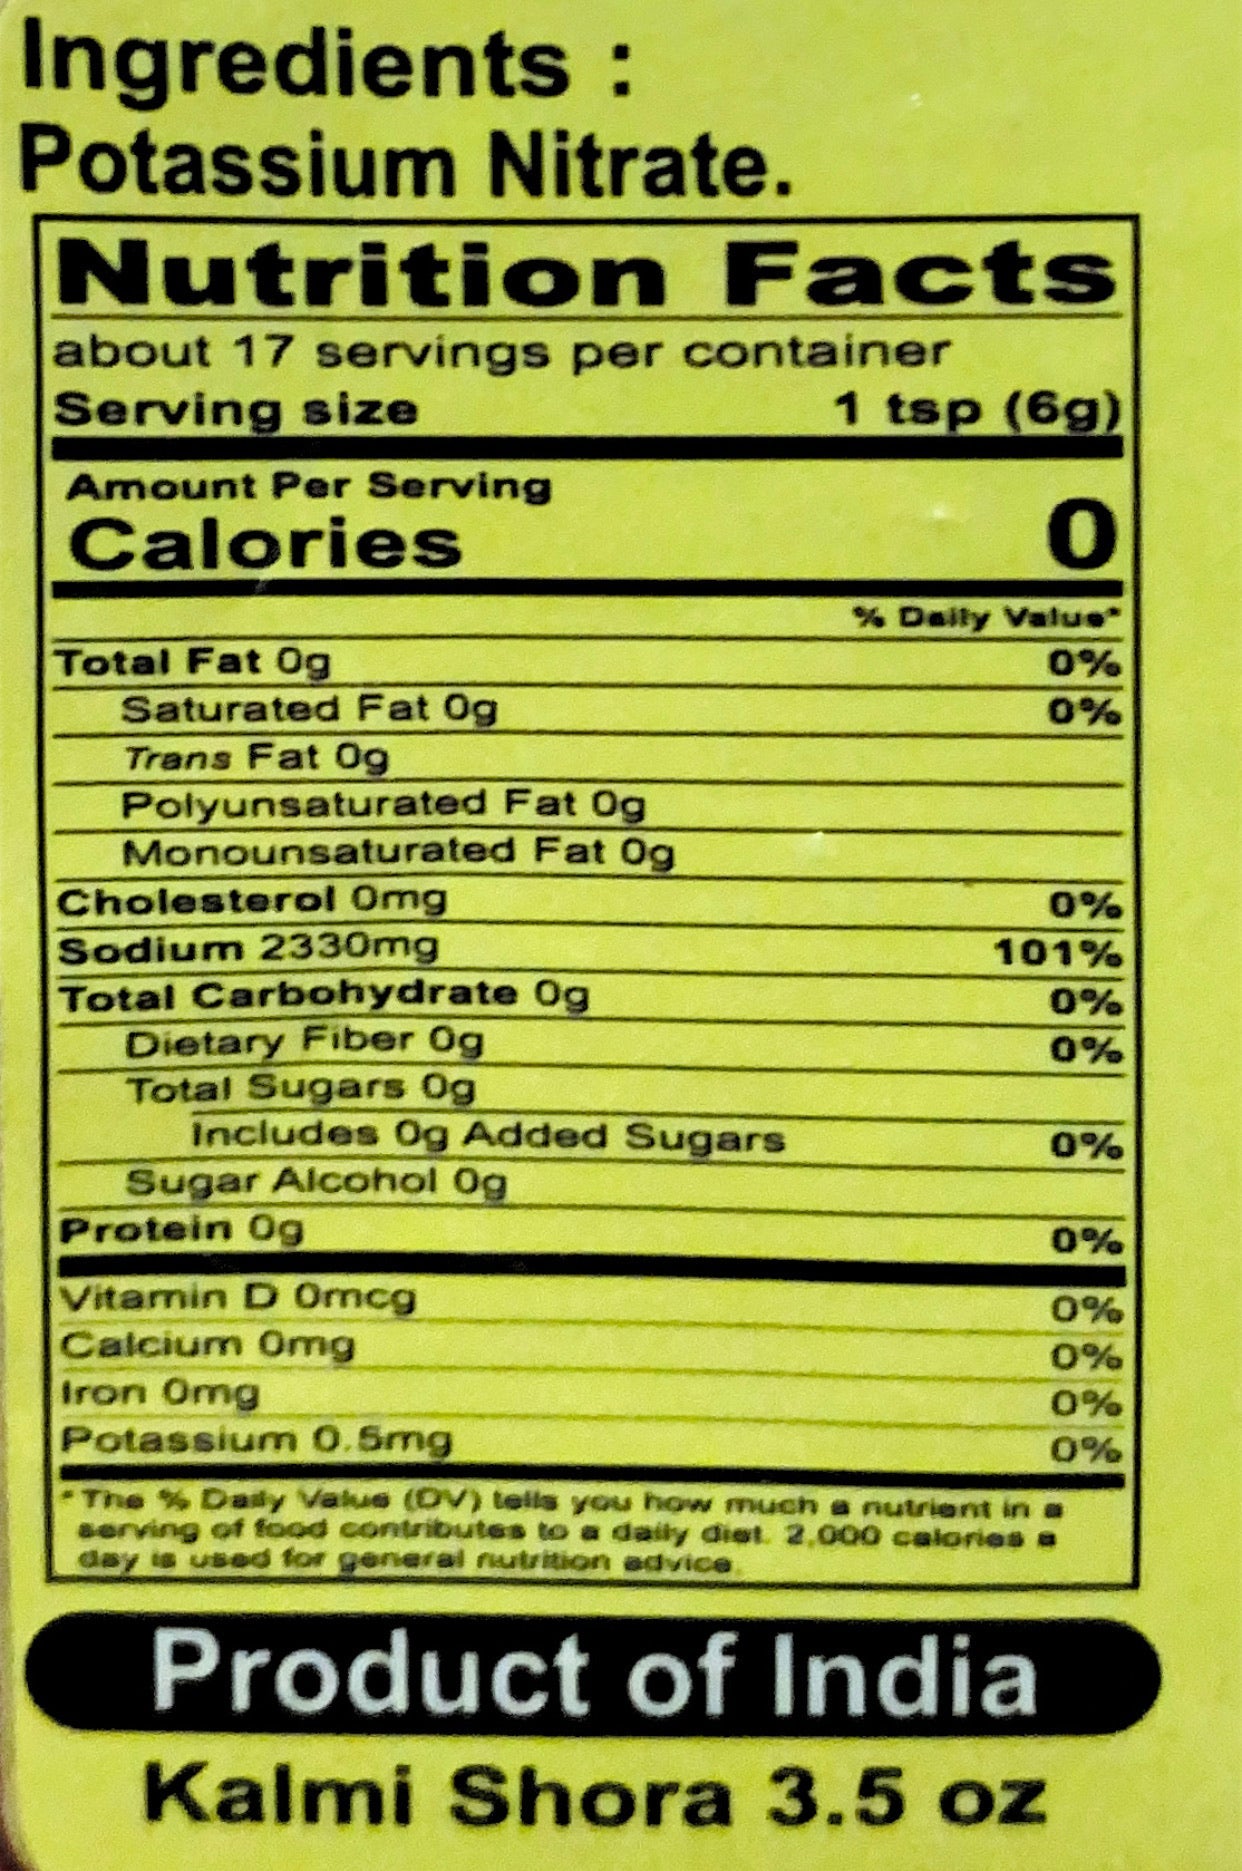 Ingredients :
Potassium Nitrate.
Nutrition Facts
about 17 servings per container
Serving size 1 tsp (6g)
Amount Per Serving
Calories 0
% Daily Value*
Total Fat 0g 0%
Saturated Fat 0g 0%
Trans Fat 0g
Polyunsaturated Fat 0g
Monounsaturated Fat 0g
Cholesterol 0mg 0%
Sodium 2330mg 101%
Total Carbohydrate 0g 0%
Dietary Fiber 0g 0%
Total Sugars 0g
Includes 0g Added Sugars 0%
Sugar Alcohol 0g
Protein 0g 0%
Vitamin D 0mcg 0%
Calcium 0mg 0%
Iron 0mg 0%
Potassium 0.5mg 0%
*The % Daily Value (DV) tells you how much a nutrient in a
serving of food contributes to a daily diet. 2,000 calories a
day is used for general nutrition advice.
Product of India
Kalmi Shora 3.5 oz